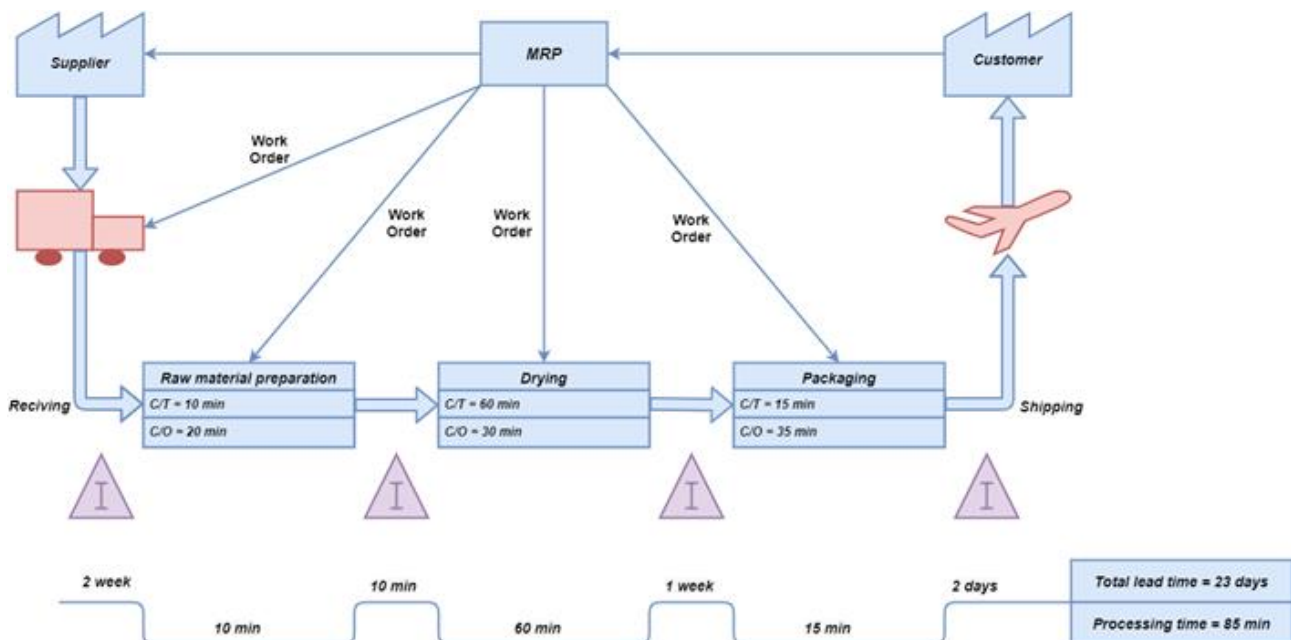 Supplier
MRP
Customer
Work
Order
Work
Order
Work
Order
Work
Order
Raw material preparation
C/T = 10 min
C/O = 20 min
Drying
C/T = 60 min
C/O = 30 min
Packaging
C/T = 15 min
C/O = 35 min
Reciving
Shipping
I
I
I
I
2 week
10 min
1 week
2 days
10 min
60 min
15 min
Total lead time = 23 days
Processing time = 85 min